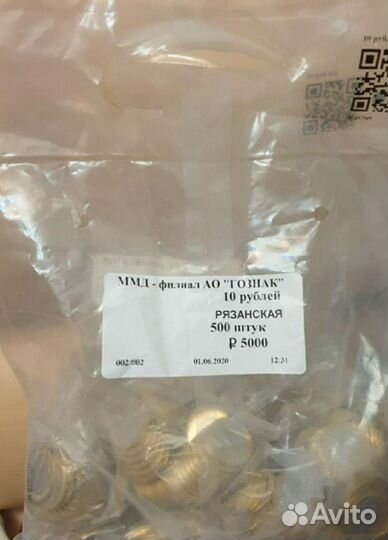 10 рублей
ММД - филиал АО "ГОЗНАК"
10 рублей
РЯЗАНСКАЯ
500 штук
₽ 5000
002/002 01.06.2020 12:31
Avito